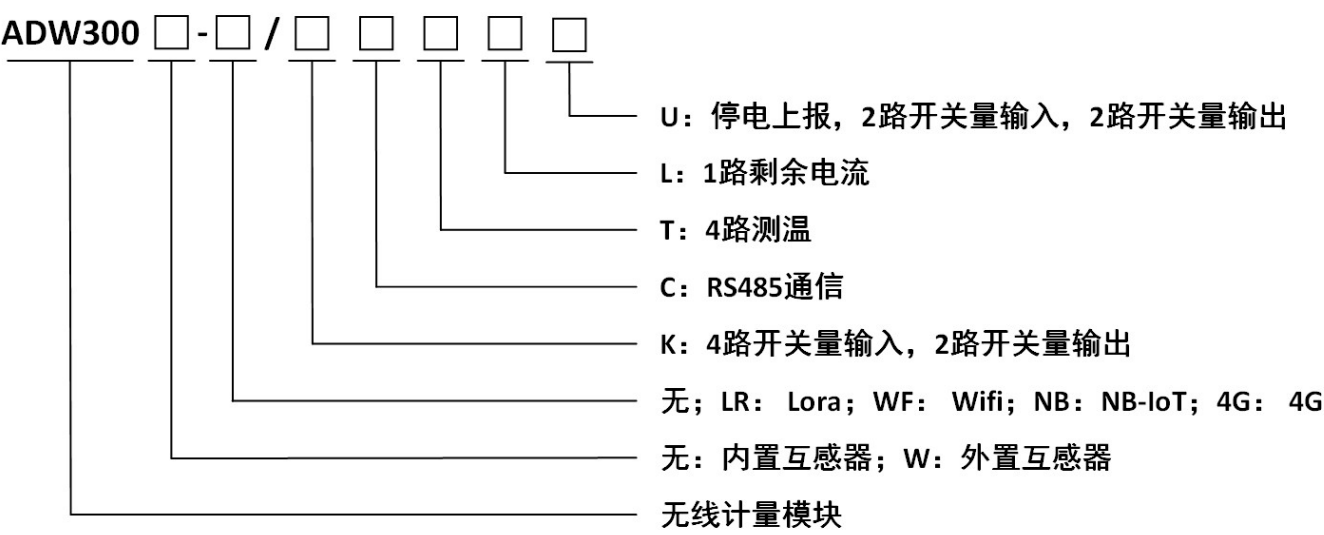 ADW300 □-□/□ □ □ □ □
U：停电上报，2路开关量输入，2路开关量输出
L：1路剩余电流
T：4路测温
C：RS485通信
K：4路开关量输入，2路开关量输出
无；LR： Lora；WF： Wifi；NB：NB-IoT；4G： 4G
无：内置互感器；W：外置互感器
无线计量模块